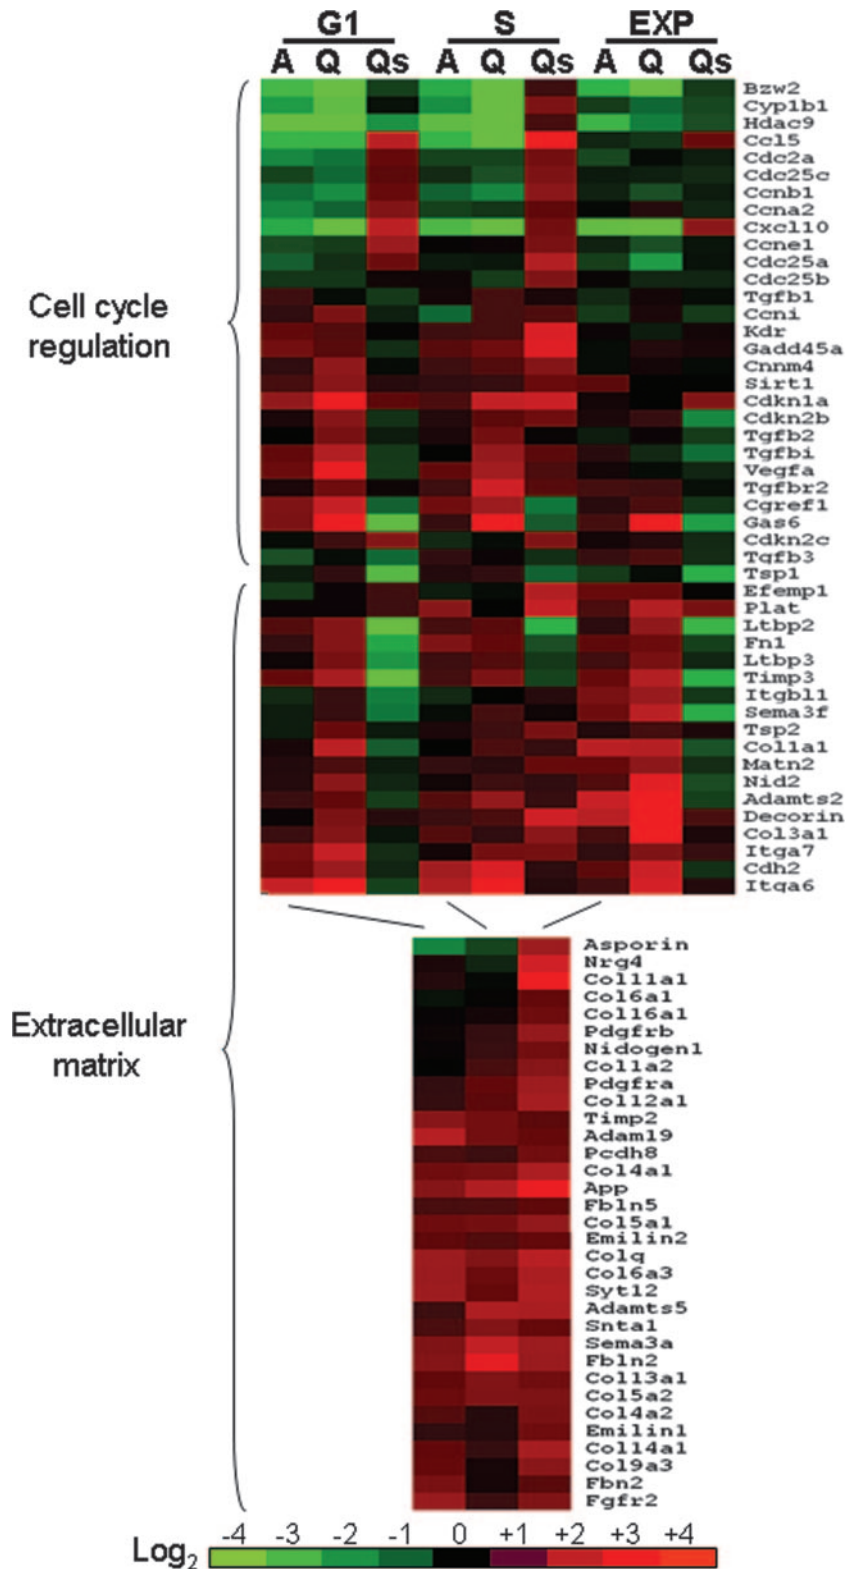 G1 S EXP
A Q Qs A Q Qs A Q Qs
Bzw2
Cyp1b1
Hdac9
Ccl5
Cdc2a
Cdc25c
Ccnb1
Ccna2
Cxcl10
Ccne1
Cdc25a
Cdc25b
Tgfb1
Ccni
Kdr
Gadd45a
Cnnm4
Sirt1
Cdkn1a
Cdkn2b
Tgfb2
Tgfbi
Vegfa
Tgfbr2
Cgref1
Gas6
Cdkn2c
Tgfb3
Tsp1
Cell cycle
regulation
Efemp1
Plat
Ltbp2
Fn1
Ltbp3
Timp3
Itgbl1
Sema3f
Tsp2
Col1a1
Matn2
Nid2
Adamts2
Decorin
Col3a1
Itga7
Cdh2
Itga6
Asporin
Nrg4
Col11a1
Col6a1
Col16a1
Pdgfrb
Nidogen1
Col1a2
Pdgfra
Col12a1
Timp2
Adam19
Pcdh8
Col4a1
App
Fbln5
Col5a1
Emilin2
Colq
Col6a3
Syt12
Adamts5
Snta1
Sema3a
Fbln2
Col13a1
Col5a2
Col4a2
Emilin1
Col14a1
Col9a3
Fbn2
Fgfr2
Extracellular
matrix
-4 -3 -2 -1 0 +1 +2 +3 +4
Log2